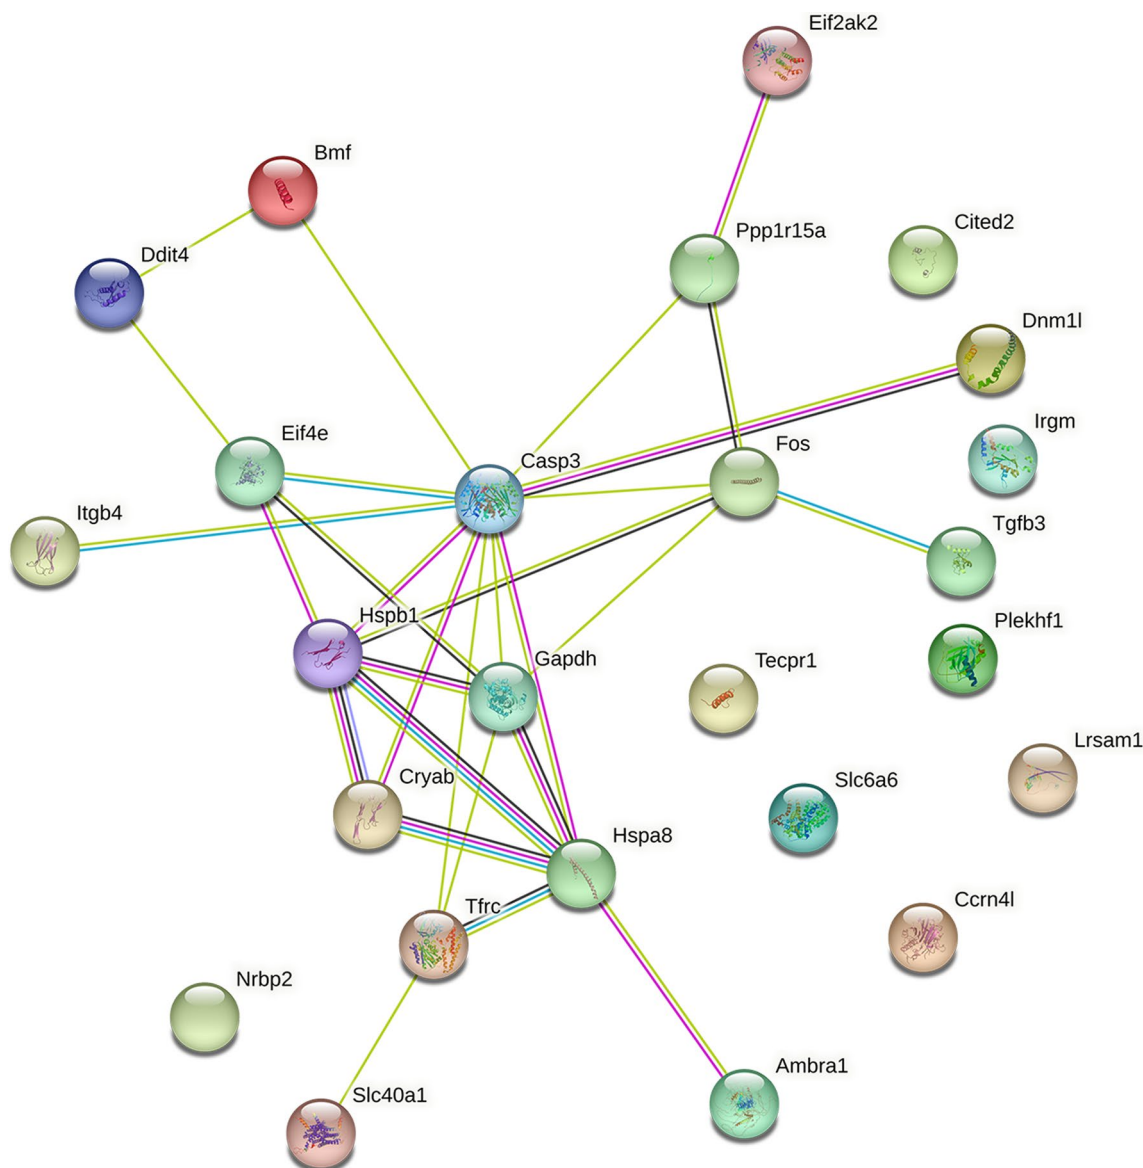 Eif2ak2
Bmf
Cited2
Ppp1r15a
Ddit4
Dnm1l
Irgm
Eif4e
Fos
Casp3
Itgb4
Tgfb3
Hspb1
Plekhf1
Gapdh
Tecpr1
Lrsam1
Cryab
Slc6a6
Hspa8
Ccrn4l
Tfrc
Nrbp2
Ambra1
Slc40a1